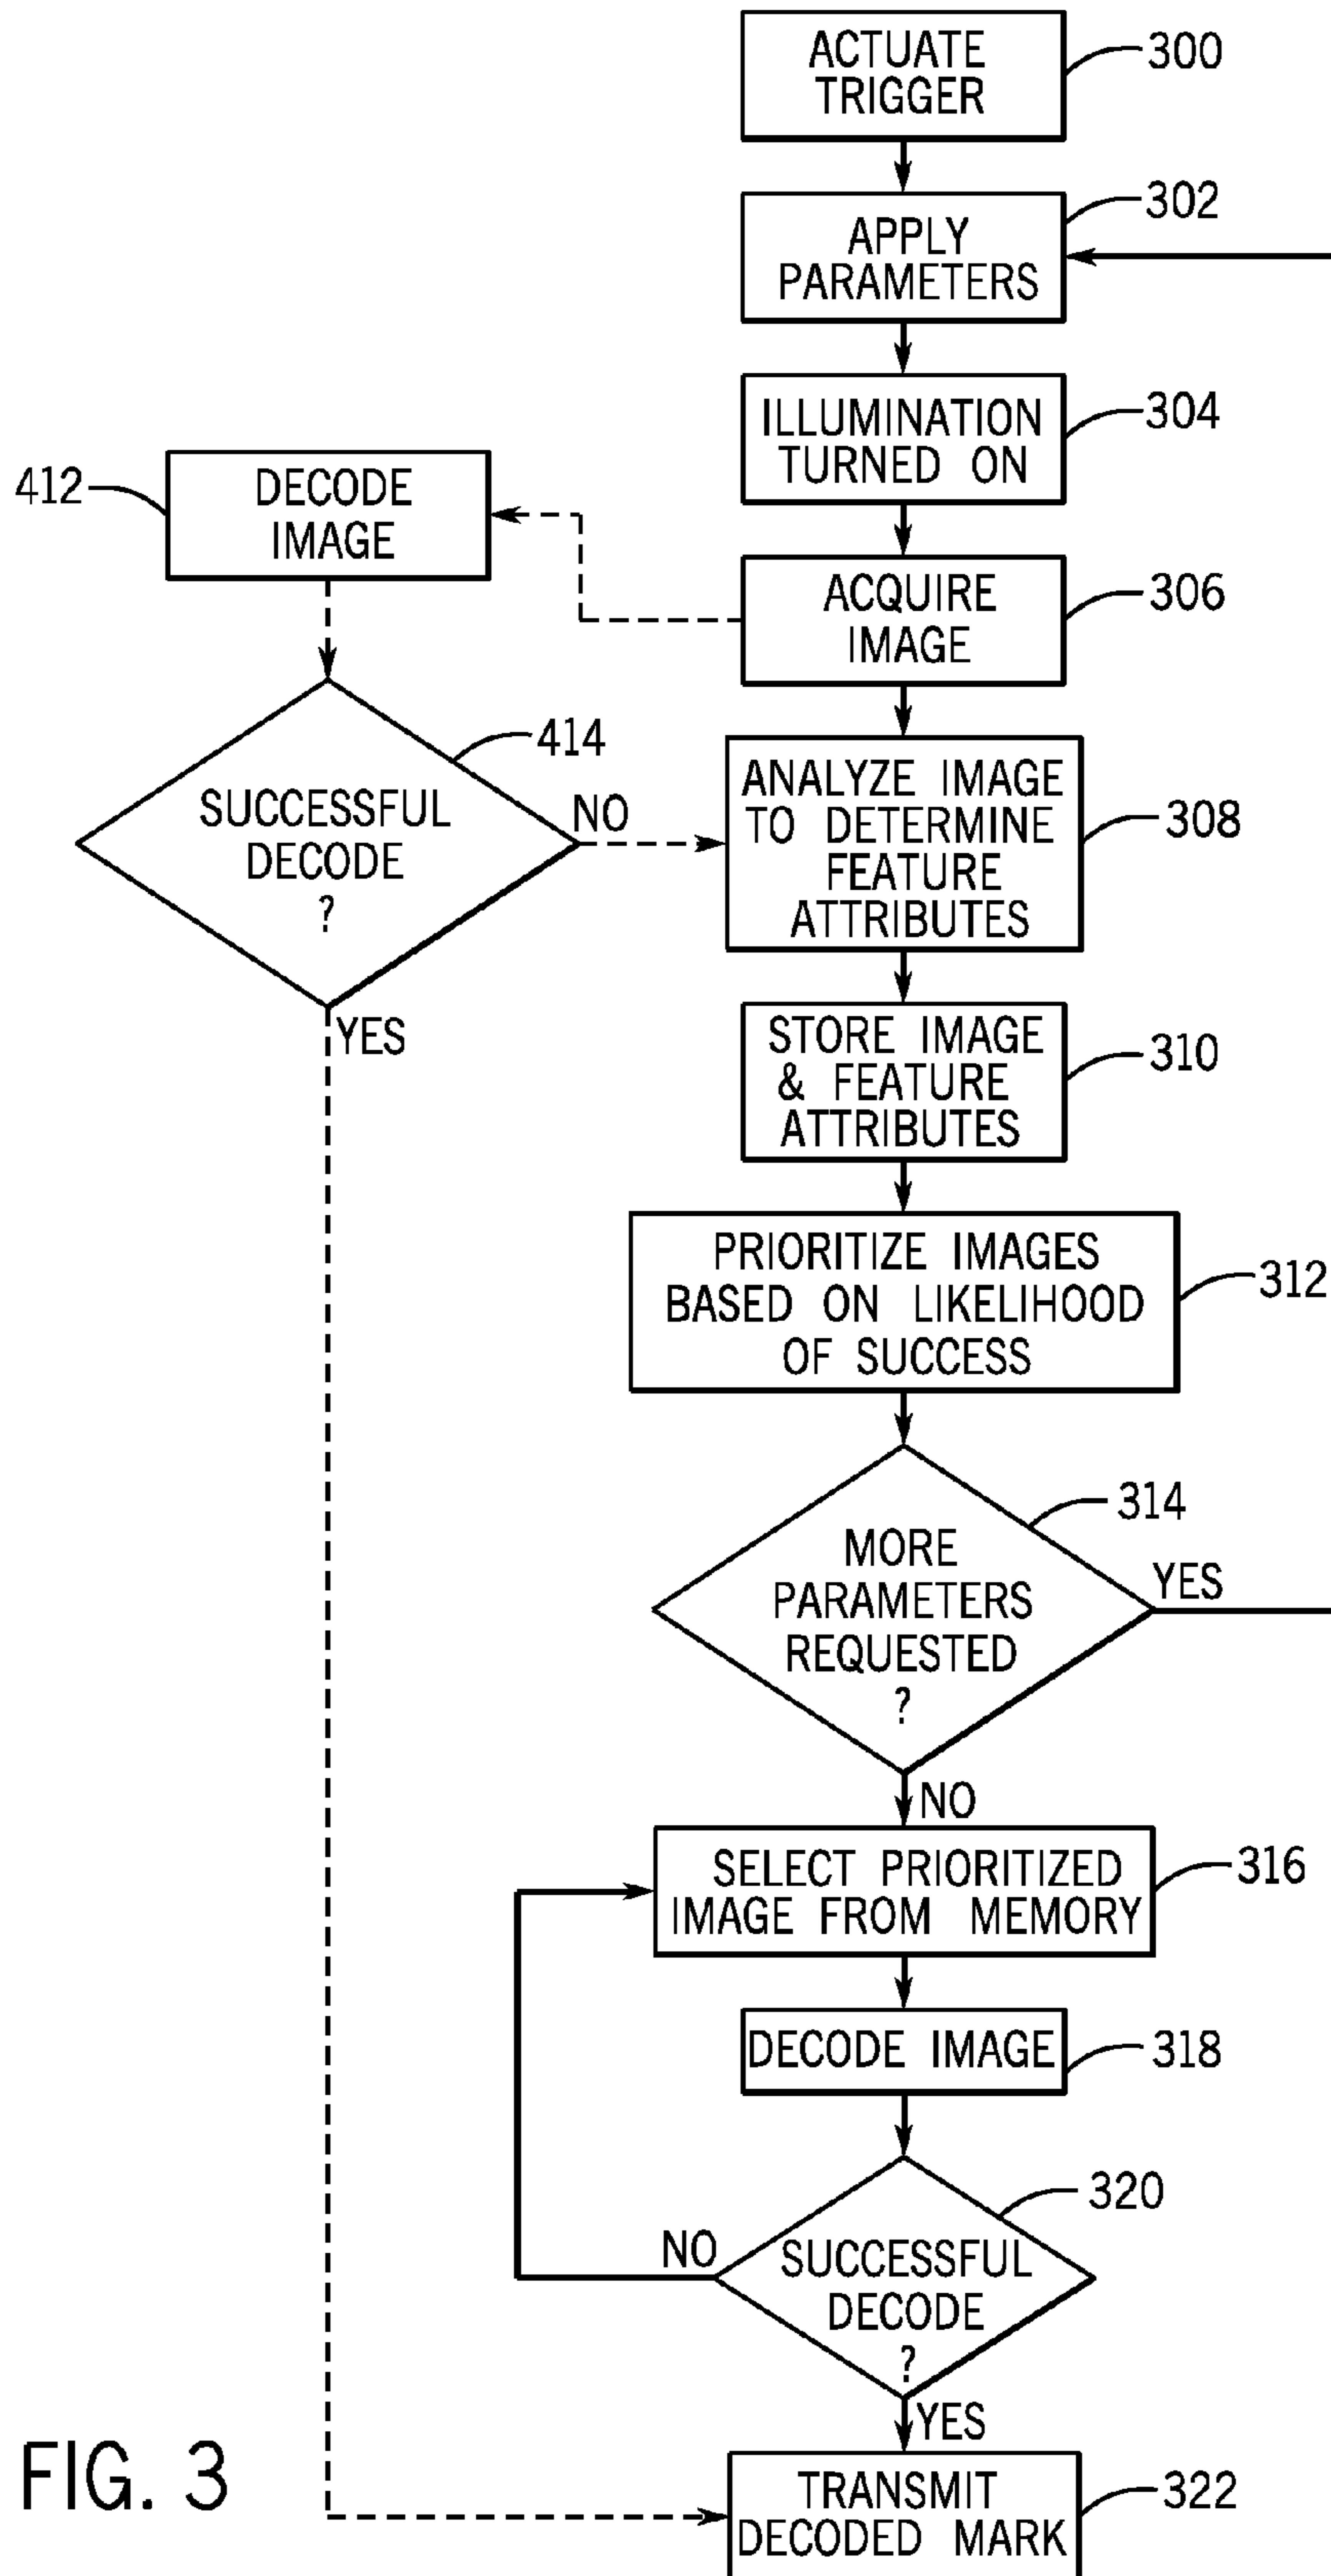 ACTUATE
TRIGGER
300
APPLY
PARAMETERS
302
ILLUMINATION
TURNED ON
304
412
DECODE
IMAGE
ACQUIRE
IMAGE
306
414
SUCCESSFUL
DECODE
?
NO
YES
ANALYZE IMAGE
TO DETERMINE
FEATURE
ATTRIBUTES
308
STORE IMAGE
& FEATURE
ATTRIBUTES
310
PRIORITIZE IMAGES
BASED ON LIKELIHOOD
OF SUCCESS
312
314
MORE
PARAMETERS
REQUESTED
?
YES
NO
SELECT PRIORITIZED
IMAGE FROM MEMORY
316
DECODE IMAGE
318
320
NO
SUCCESSFUL
DECODE
?
YES
TRANSMIT
DECODED MARK
322
FIG. 3